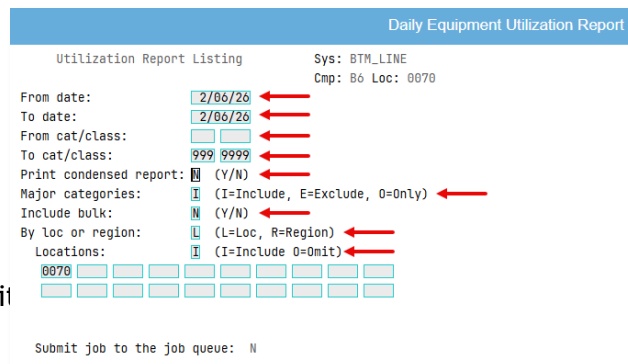 Daily Equipment Utilization Report
Utilization Report Listing Sys: BTM_LINE
Cmp: B6 Loc: 0070
From date: 2/06/26
To date: 2/06/26
From cat/class:
To cat/class: 999 9999
Print condensed report: N (Y/N)
Major categories: I (I=Include, E=Exclude, O=Only)
Include bulk: N (Y/N)
By loc or region: L (L=Loc, R=Region)
Locations: I (I=Include O=Omit)
0070
it
Submit job to the job queue: N